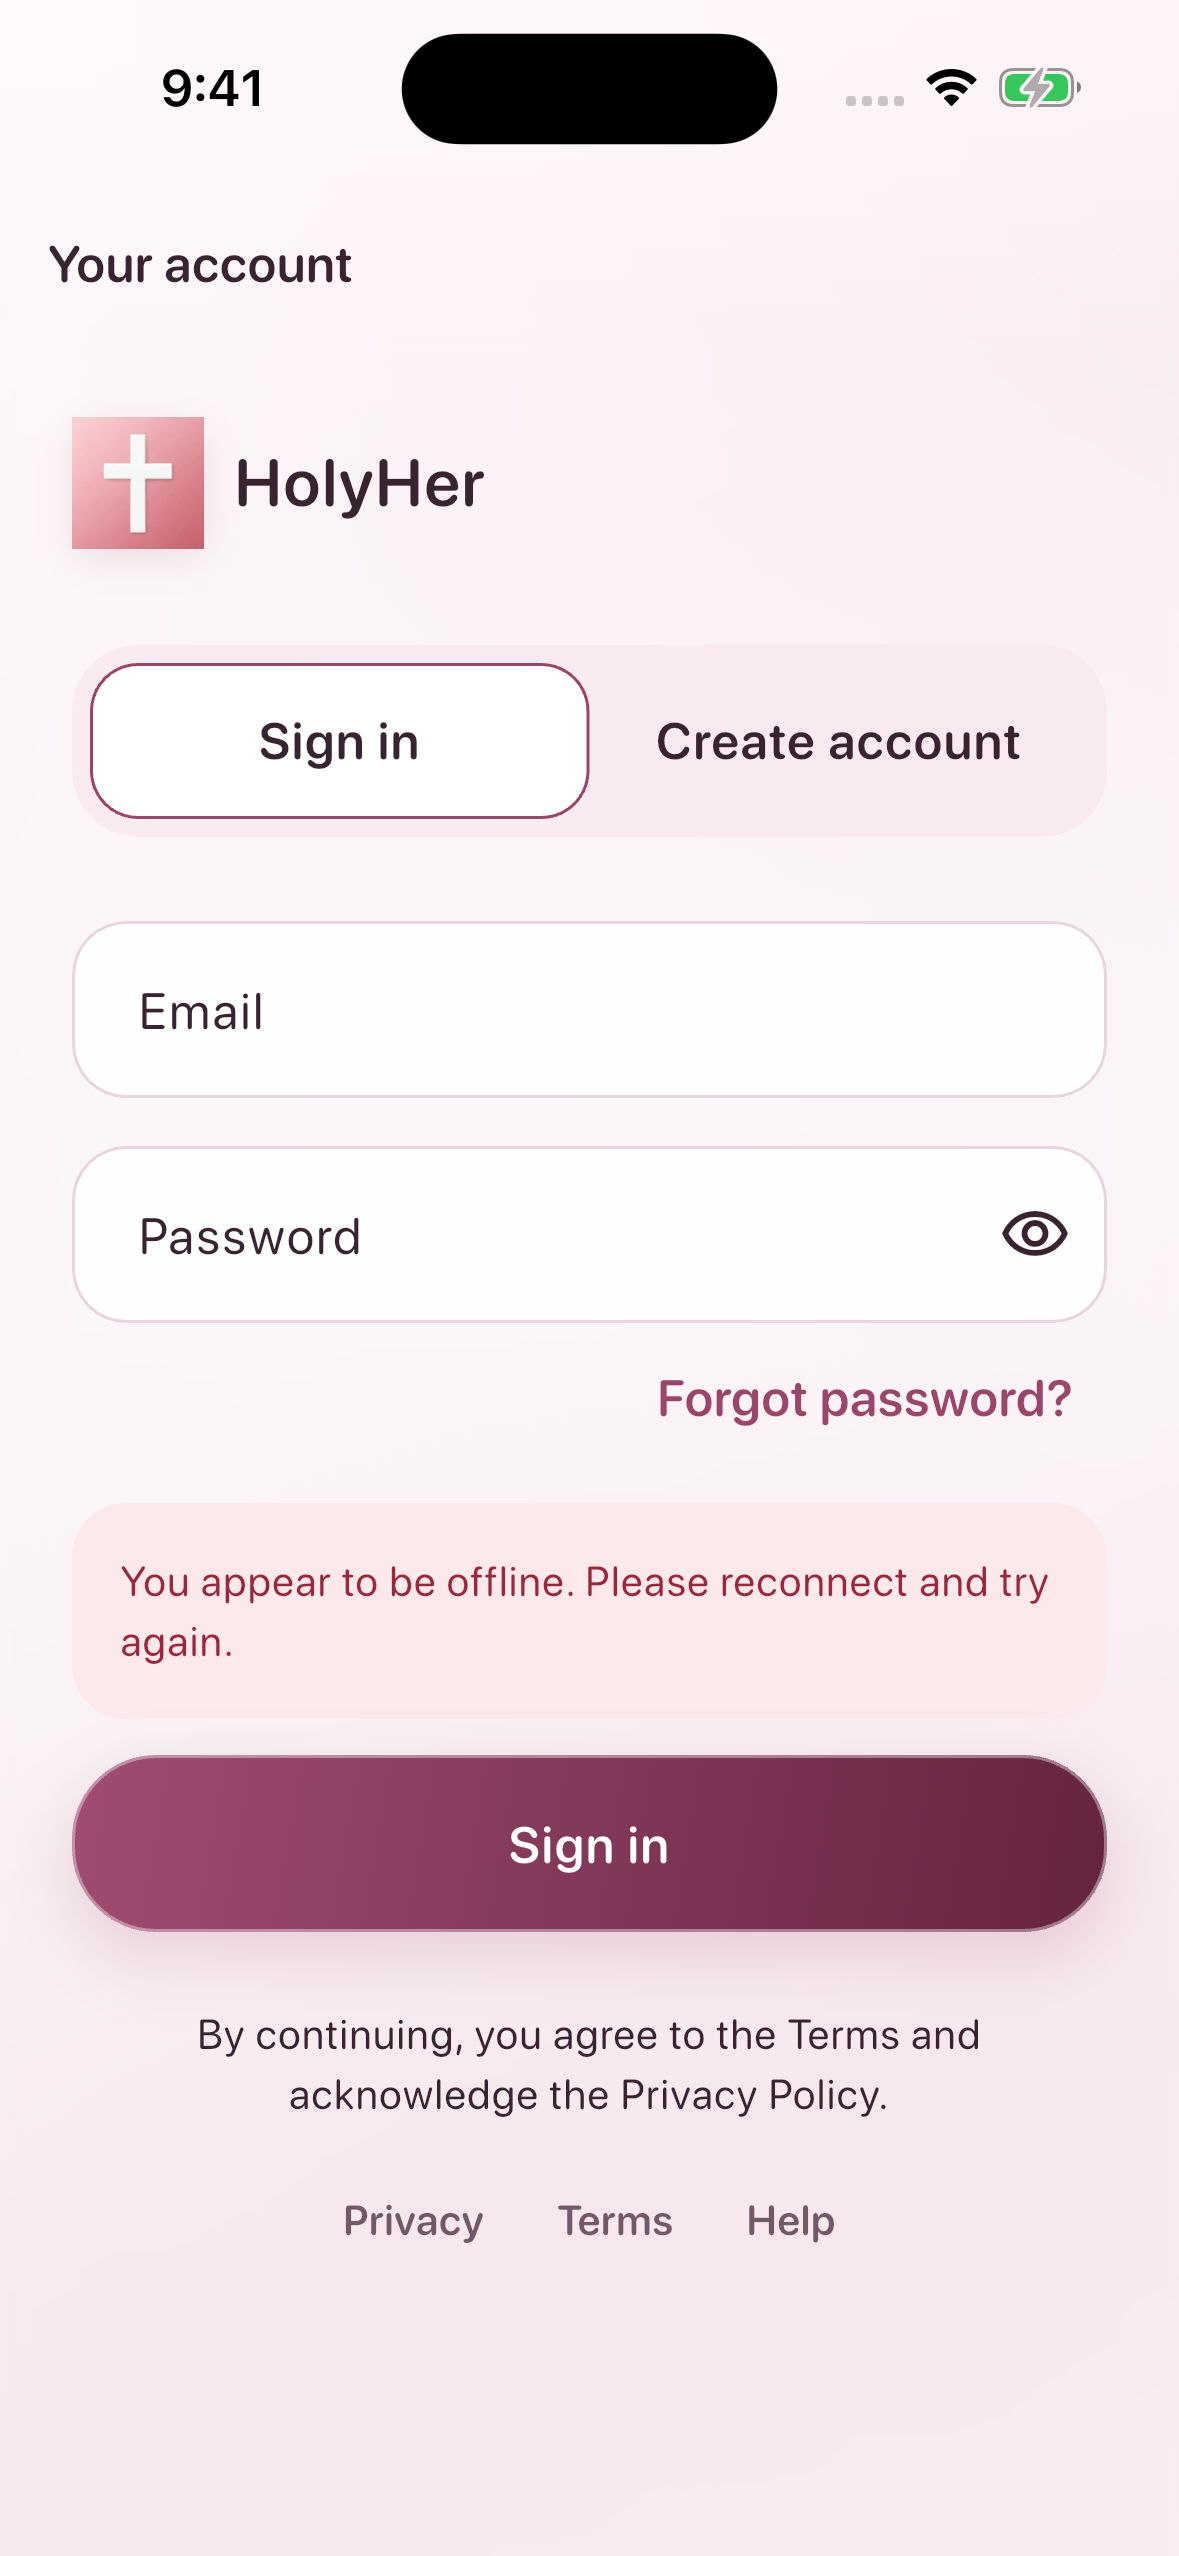 9:41
Your account
HolyHer
Sign in
Create account
Email
Password
Forgot password?
You appear to be offline. Please reconnect and try
again.
Sign in
By continuing, you agree to the Terms and
acknowledge the Privacy Policy.
Privacy
Terms
Help